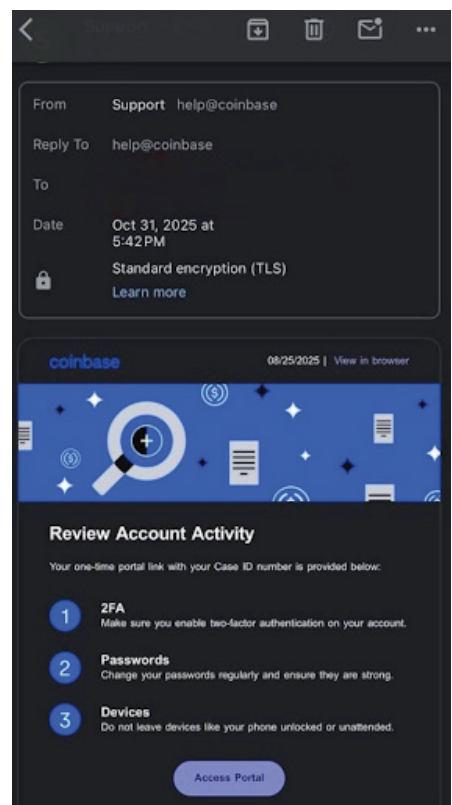 Support
From Support help@coinbase
Reply To help@coinbase
To
Date Oct 31, 2025 at
5:42 PM
Standard encryption (TLS)
Learn more
coinbase 08/25/2025 | View in browser
Review Account Activity
Your one-time portal link with your Case ID number is provided below:
1 2FA
Make sure you enable two-factor authentication on your account.
2 Passwords
Change your passwords regularly and ensure they are strong.
3 Devices
Do not leave devices like your phone unlocked or unattended.
Access Portal